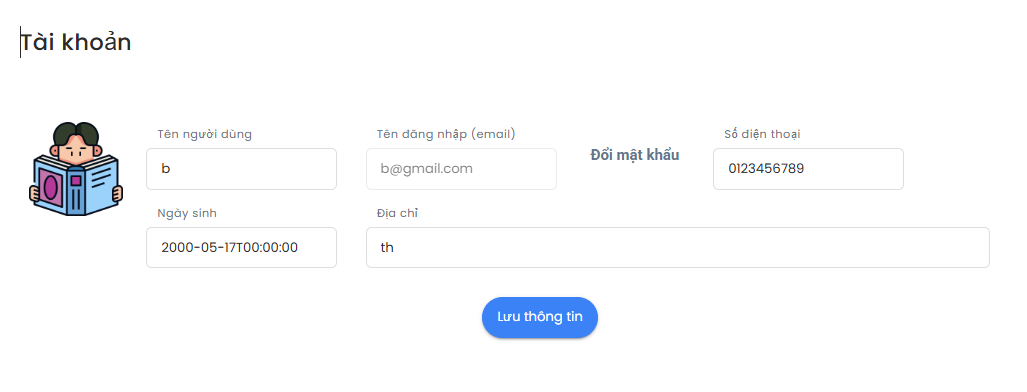 Tài khoản
Tên người dùng
Tên đăng nhập (email)
Số điện thoại
b
b@gmail.com
Đổi mật khẩu
0123456789
Ngày sinh
Địa chỉ
2000-05-17T00:00:00
th
Lưu thông tin